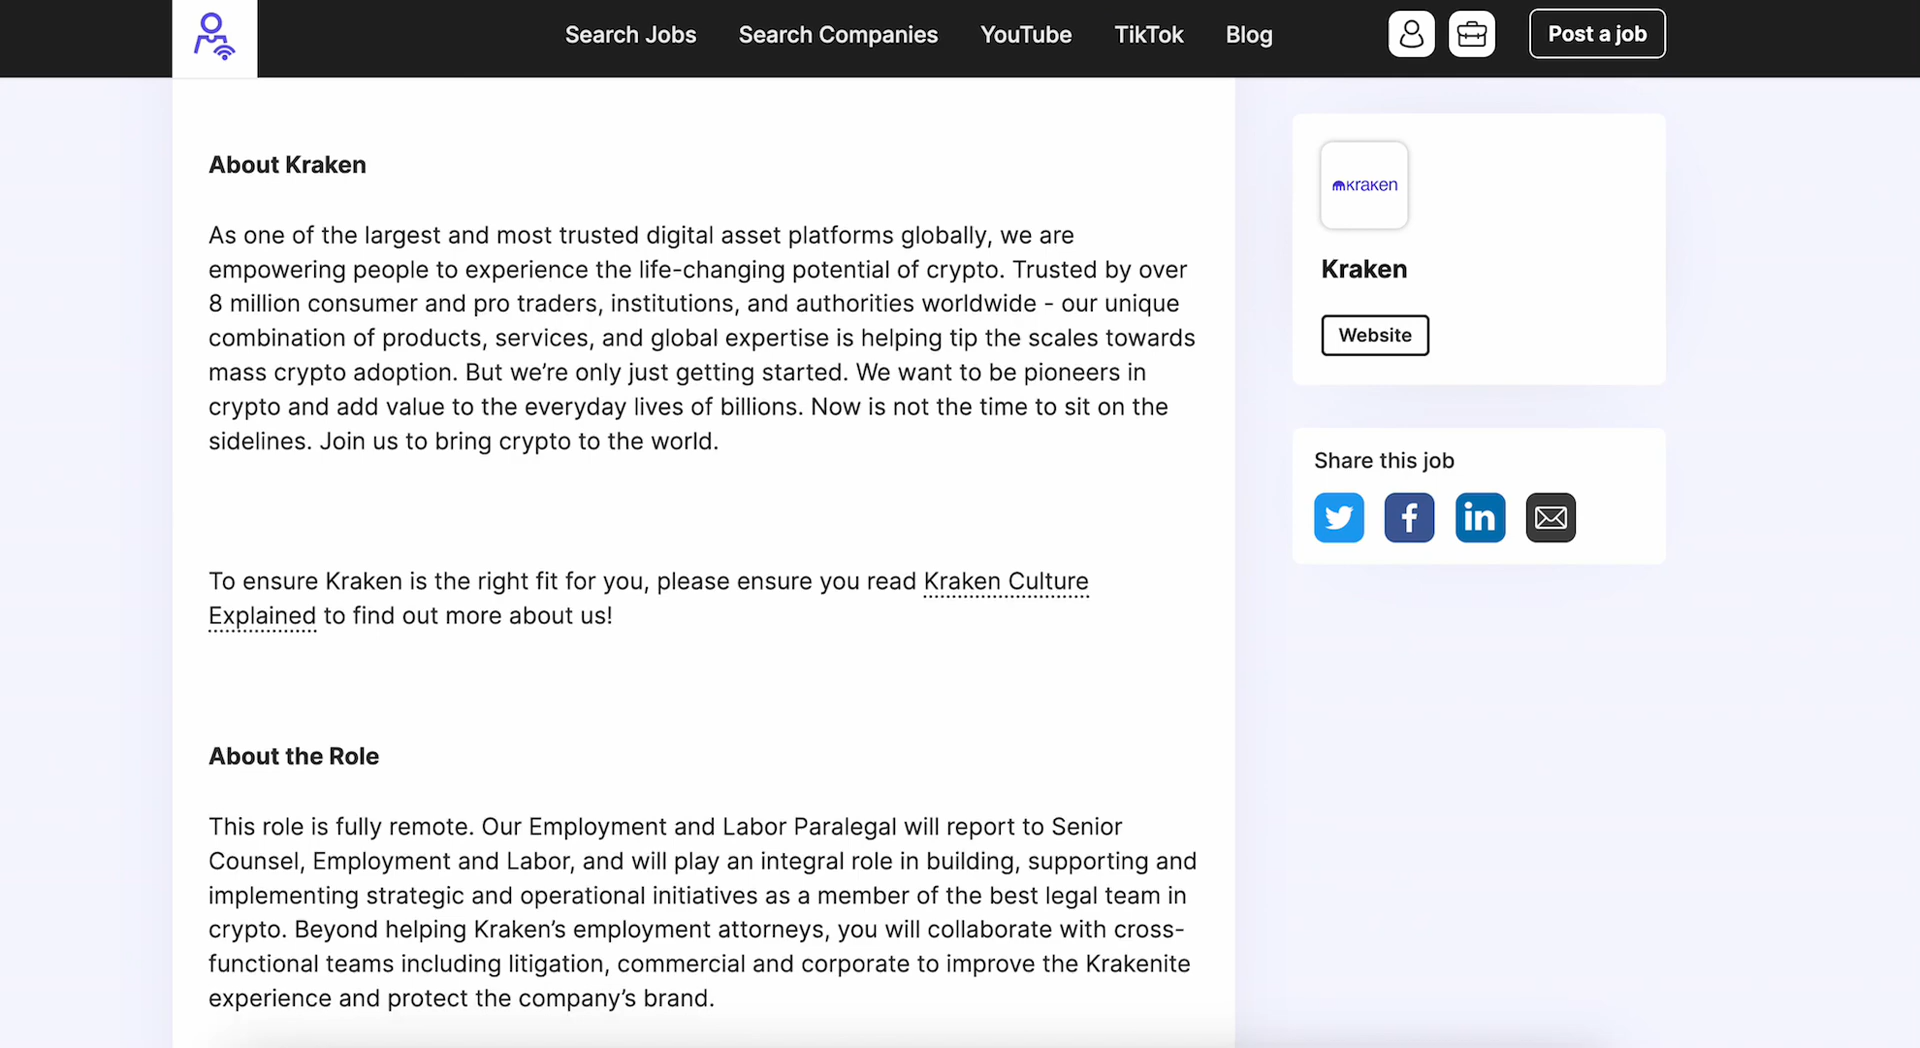 Search Jobs Search Companies YouTube TikTok Blog Post a job
About Kraken
As one of the largest and most trusted digital asset platforms globally, we are
empowering people to experience the life-changing potential of crypto. Trusted by over
8 million consumer and pro traders, institutions, and authorities worldwide - our unique
combination of products, services, and global expertise is helping tip the scales towards
mass crypto adoption. But we’re only just getting started. We want to be pioneers in
crypto and add value to the everyday lives of billions. Now is not the time to sit on the
sidelines. Join us to bring crypto to the world.
To ensure Kraken is the right fit for you, please ensure you read Kraken Culture
Explained to find out more about us!
About the Role
This role is fully remote. Our Employment and Labor Paralegal will report to Senior
Counsel, Employment and Labor, and will play an integral role in building, supporting and
implementing strategic and operational initiatives as a member of the best legal team in
crypto. Beyond helping Kraken’s employment attorneys, you will collaborate with cross-
functional teams including litigation, commercial and corporate to improve the Krakenite
experience and protect the company’s brand.
kraken
Kraken
Website
Share this job
f
in